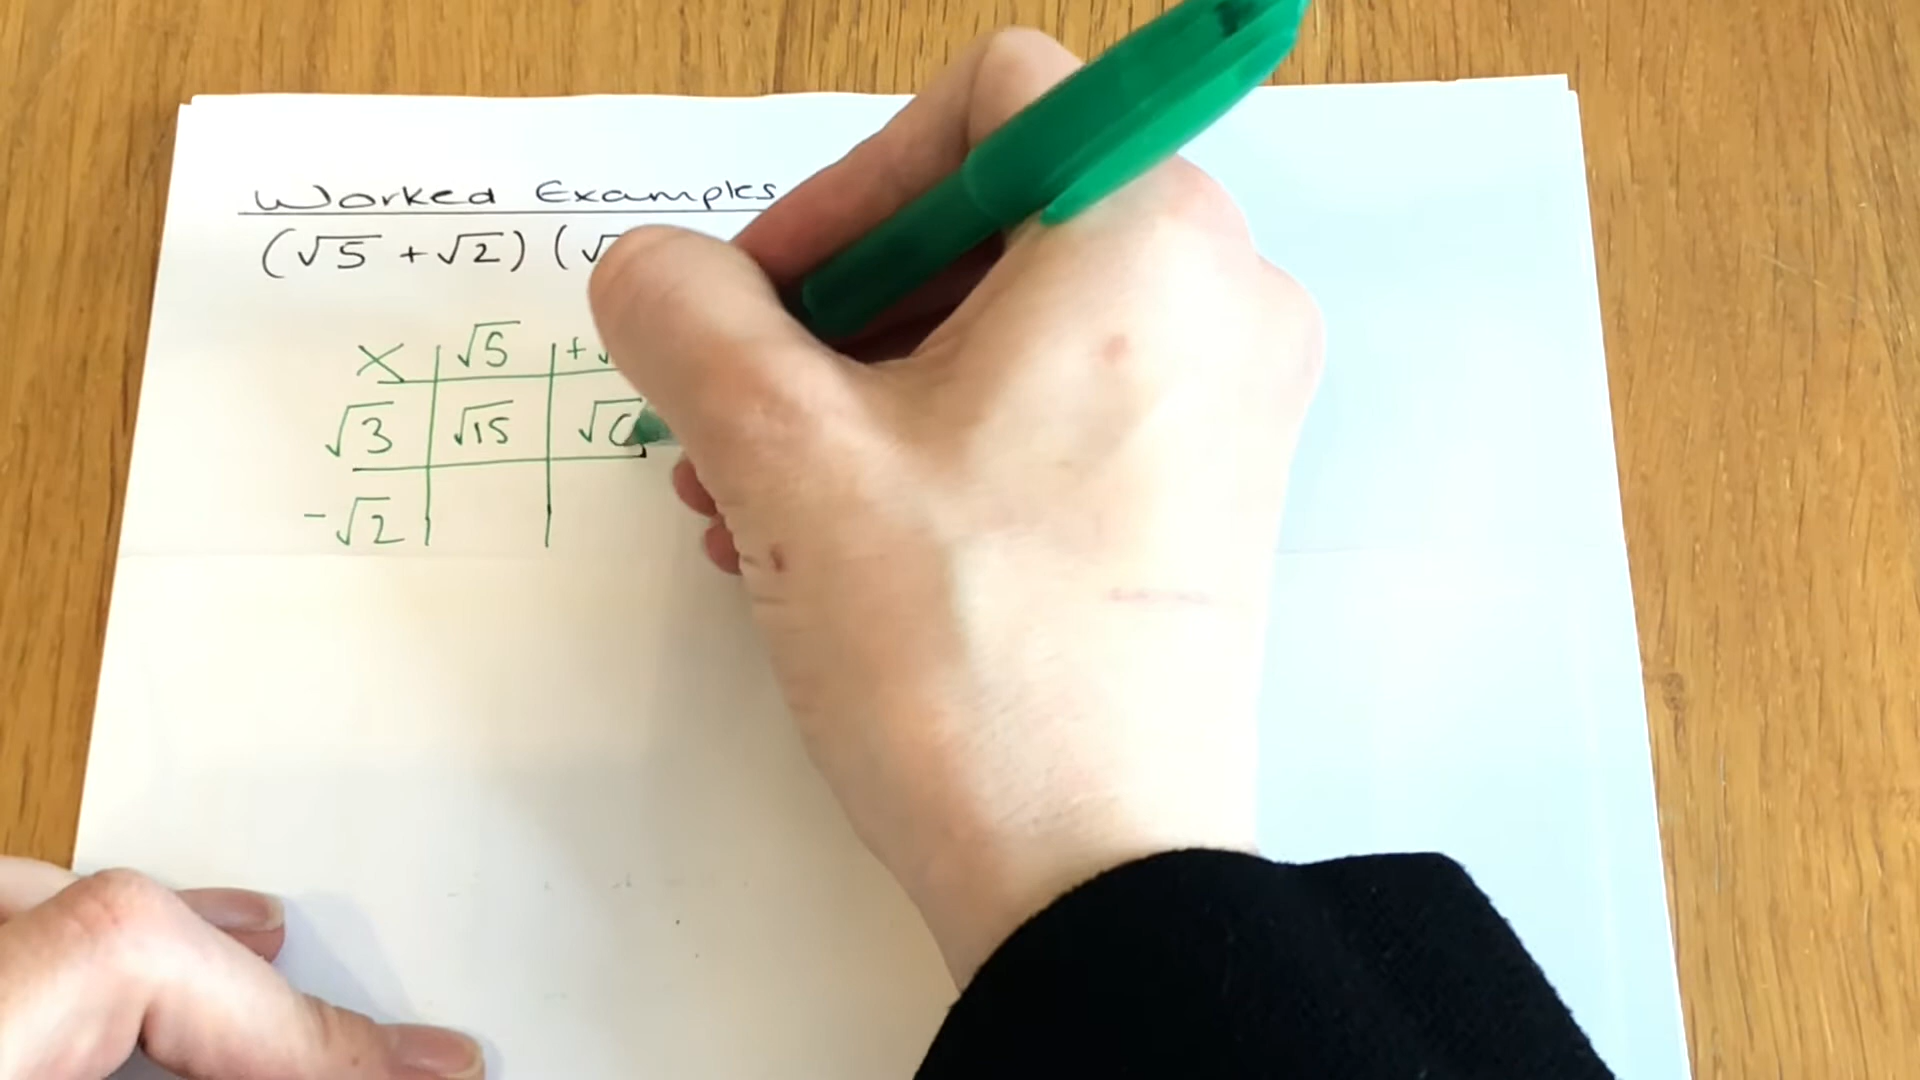 Worked Examples
(√5 + √2) (√
× √5 + √
√3 √15 √
-√2